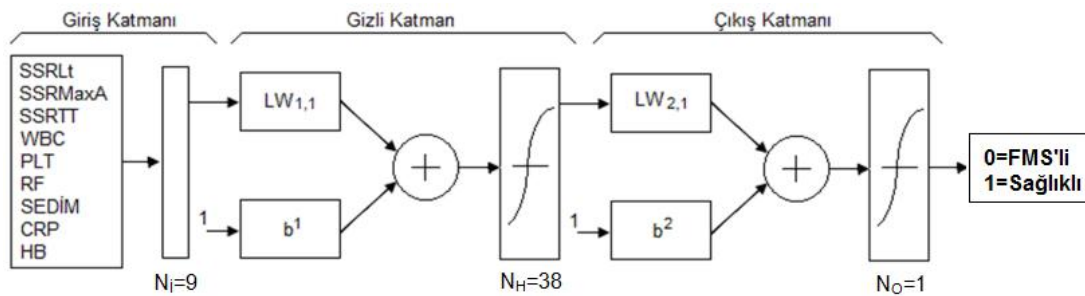 Giriş Katmanı
Gizli Katman
Çıkış Katmanı
SSRLt
SSRMaxA
SSRTT
WBC
PLT
RF
SEDİM
CRP
HB
LW1,1
1
b1
LW2,1
1
b2
0=FMS'li
1=Sağlıklı
Ni=9
NH=38
NO=1